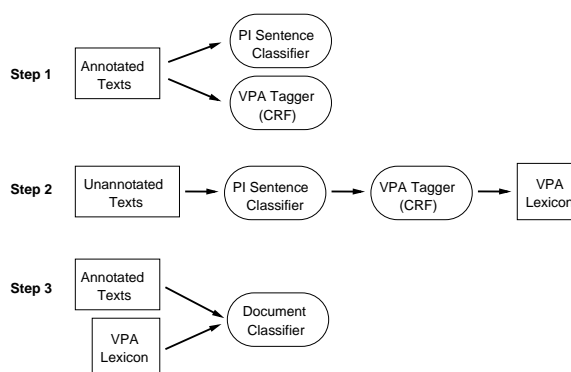 PI Sentence
Classifier
Step 1
Annotated
Texts
VPA Tagger
(CRF)
Step 2
Unannotated
Texts
PI Sentence
Classifier
VPA Tagger
(CRF)
VPA
Lexicon
Step 3
Annotated
Texts
VPA
Lexicon
Document
Classifier